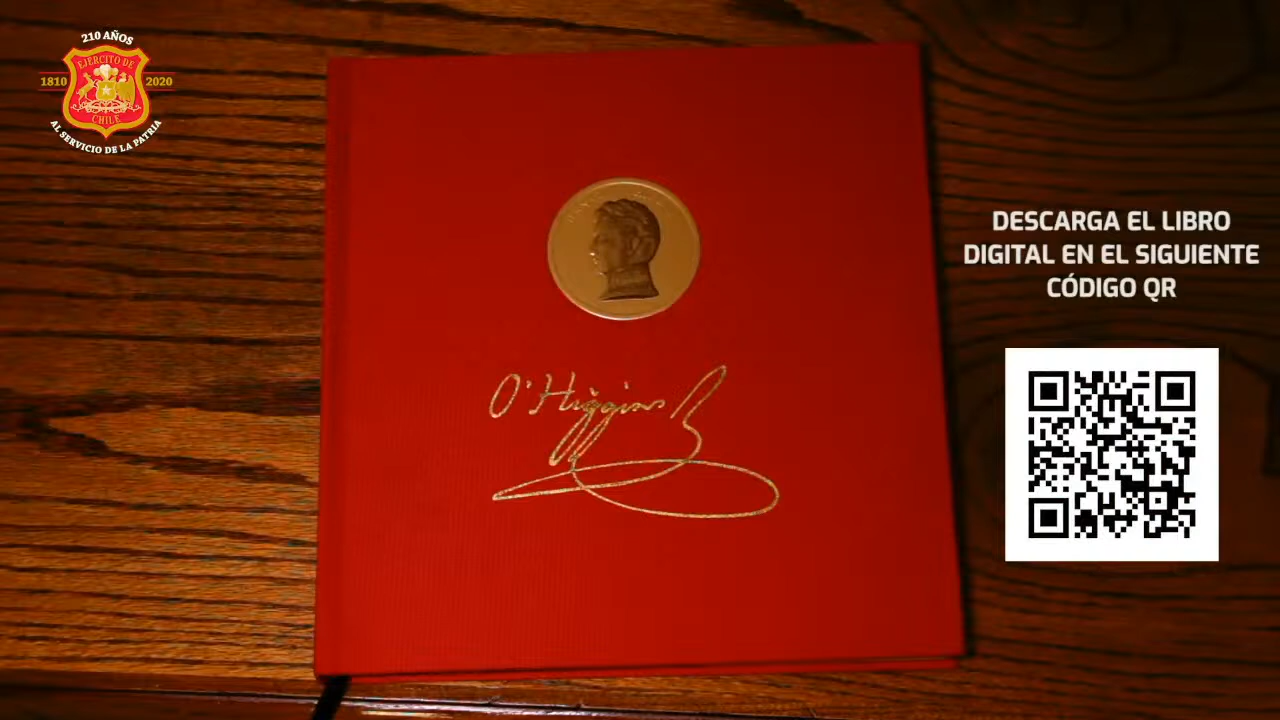 210 AÑOS
EJÉRCITO DE
1810 2020
CHILE
AL SERVICIO DE LA PATRIA
O'Higgins
DESCARGA EL LIBRO
DIGITAL EN EL SIGUIENTE
CÓDIGO QR